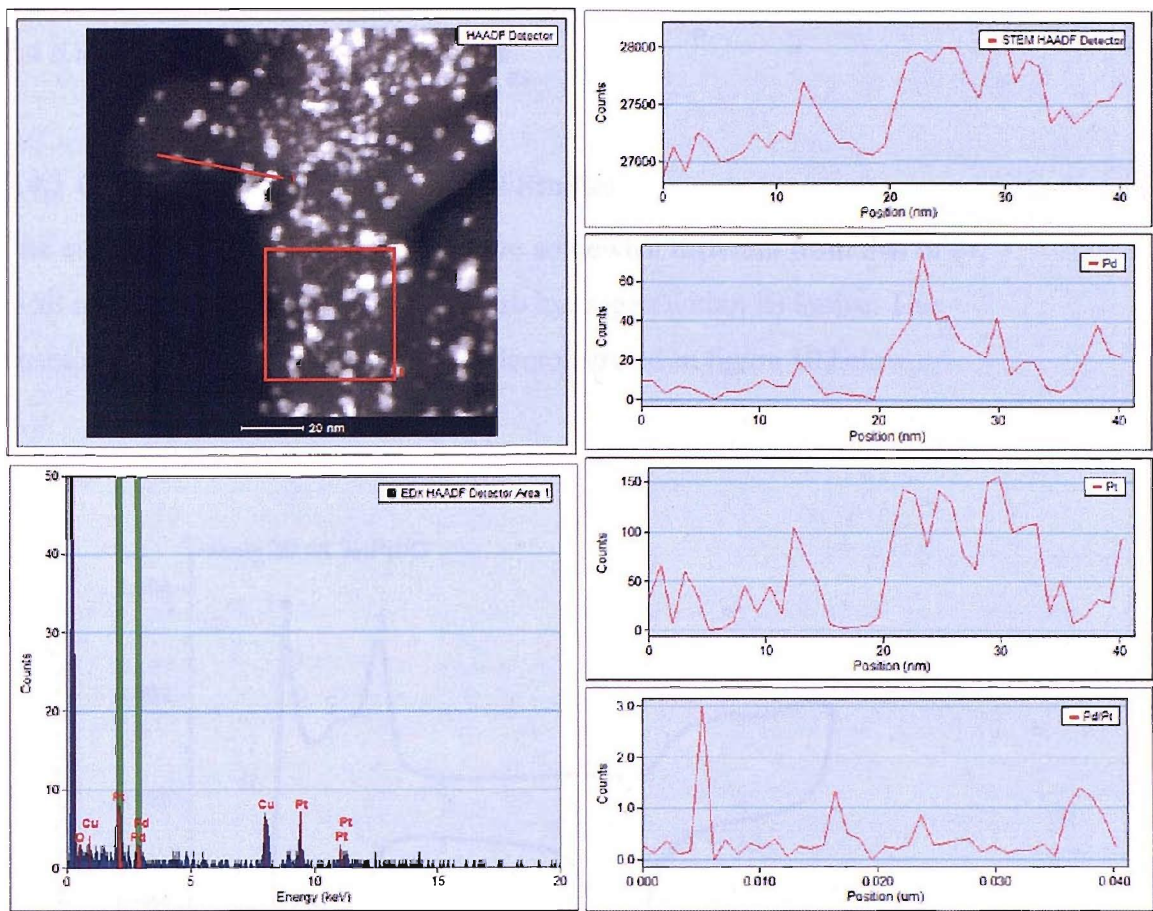 HAADF Detector
20 nm
STEM HAADF Detector
Counts
28000
27500
27000
0 10 20 30 40
Position (nm)
Pd
Counts
60
40
20
0
0 10 20 30 40
Position (nm)
EDX HAADF Detector Area 1
Counts
50
40
30
20
10
0
Pt
Cu
O
Pd
Pd
Cu
Pt
Pt
Pt
0 5 10 15 20
Energy (keV)
Pt
Counts
150
100
50
0
0 10 20 30 40
Position (nm)
Pd/Pt
Counts
3.0
2.0
1.0
0.0
0.000 0.010 0.020 0.030 0.040
Position (um)